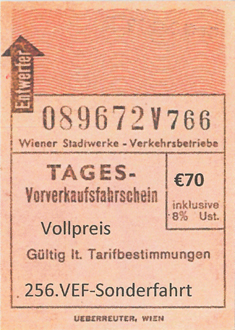 Entwerter
089672V766
Wiener Stadtwerke - Verkehrsbetriebe
TAGES-
Vorverkaufsfahrschein
€70
inklusive
8% Ust.
Vollpreis
Gültig lt. Tarifbestimmungen
256.VEF-Sonderfahrt
UEBERREUTER, WIEN